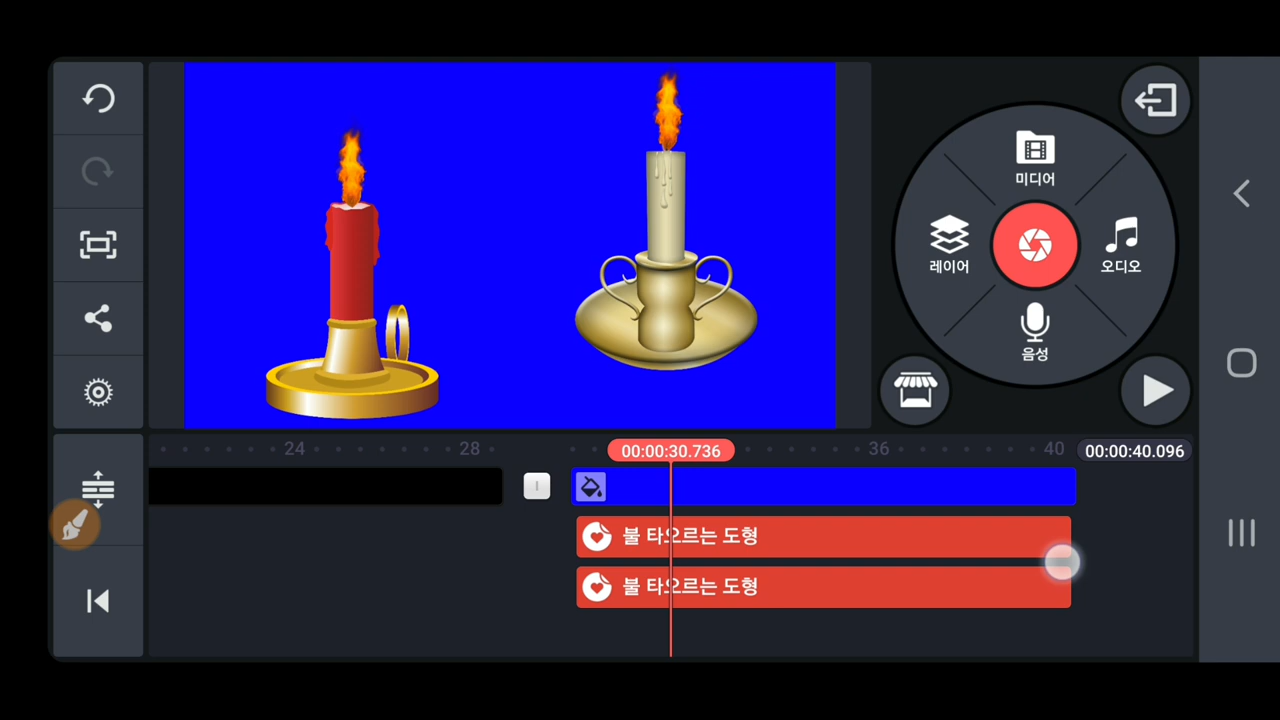 미디어
레이어
오디오
음성
24
28
00:00:30.736
36
40
00:00:40.096
불 타오르는 도형
불 타오르는 도형